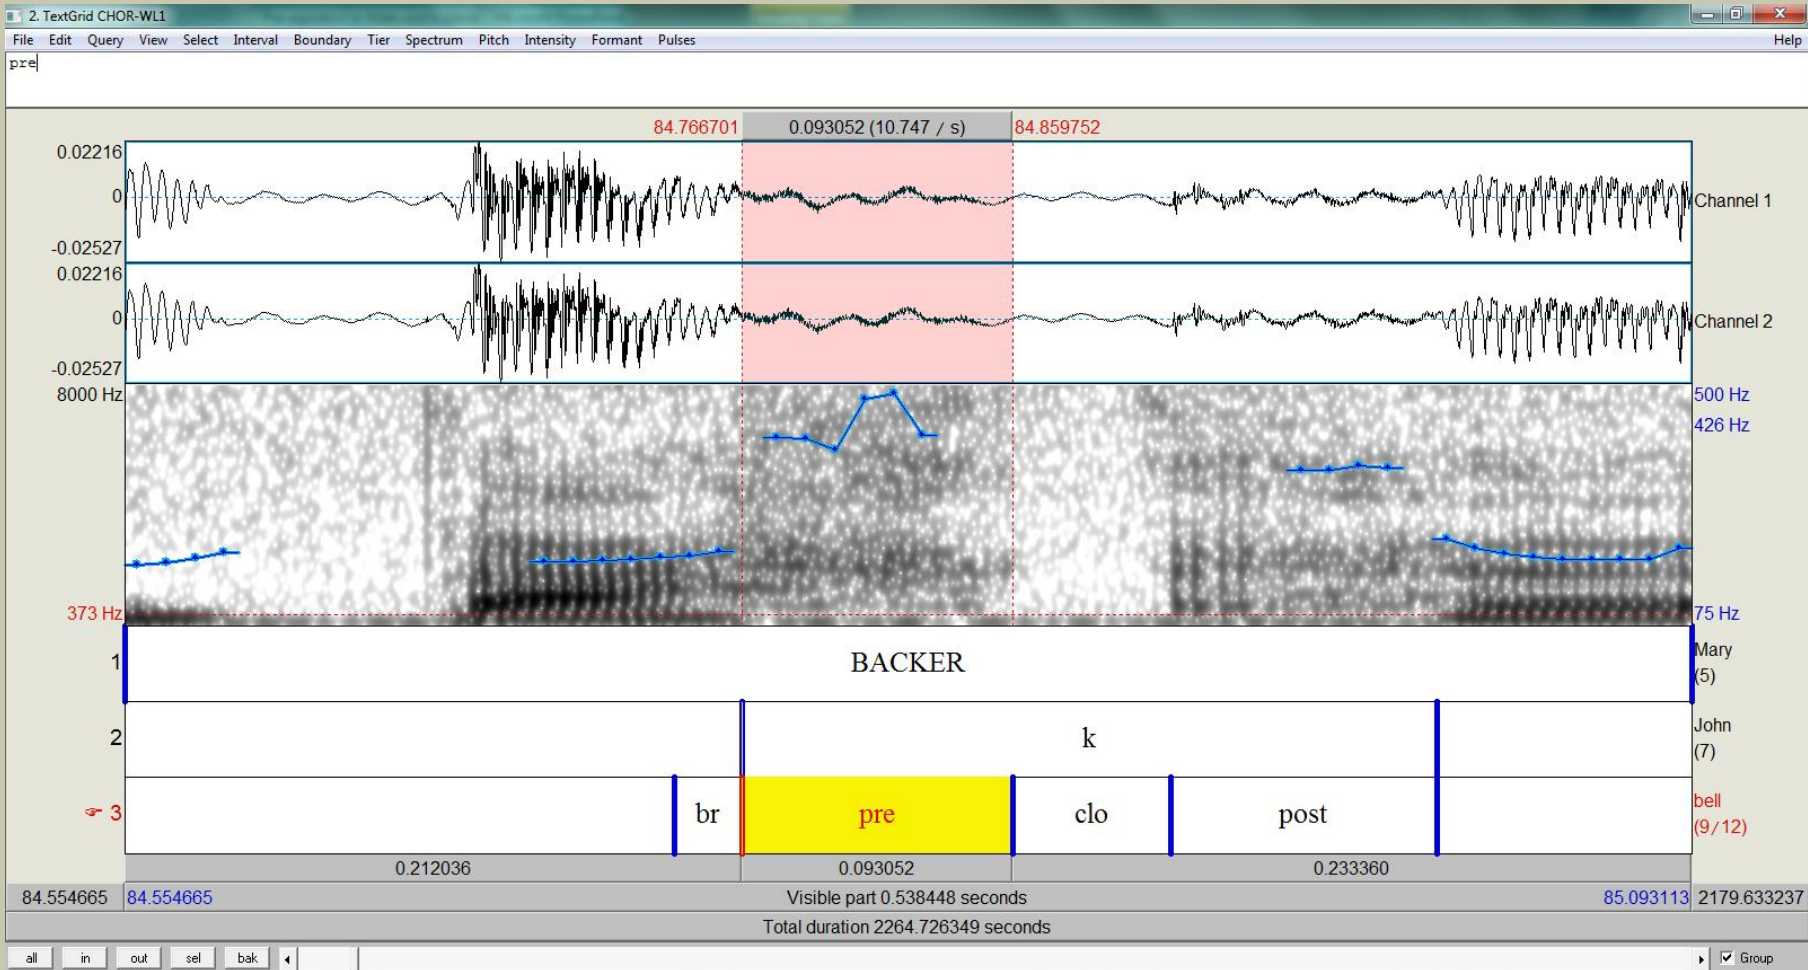 2. TextGrid CHOR-WL1
File Edit Query View Select Interval Boundary Tier Spectrum Pitch Intensity Formant Pulses Help
pre
84.766701 0.093052 (10.747 / s) 84.859752
0.02216
0 Channel 1
-0.02527
0.02216
0 Channel 2
-0.02527
8000 Hz 500 Hz
426 Hz
373 Hz 75 Hz
1 BACKER Mary
(5)
2 k John
(7)
3 br pre clo post bell
(9/12)
0.212036 0.093052 0.233360
84.554665 84.554665 Visible part 0.538448 seconds 85.093113 2179.633237
Total duration 2264.726349 seconds
all in out sel bak Group